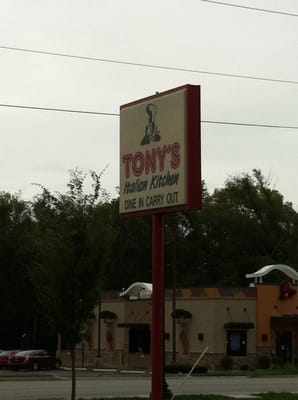 TONY'S
Italian Kitchen
DINE IN CARRY OUT